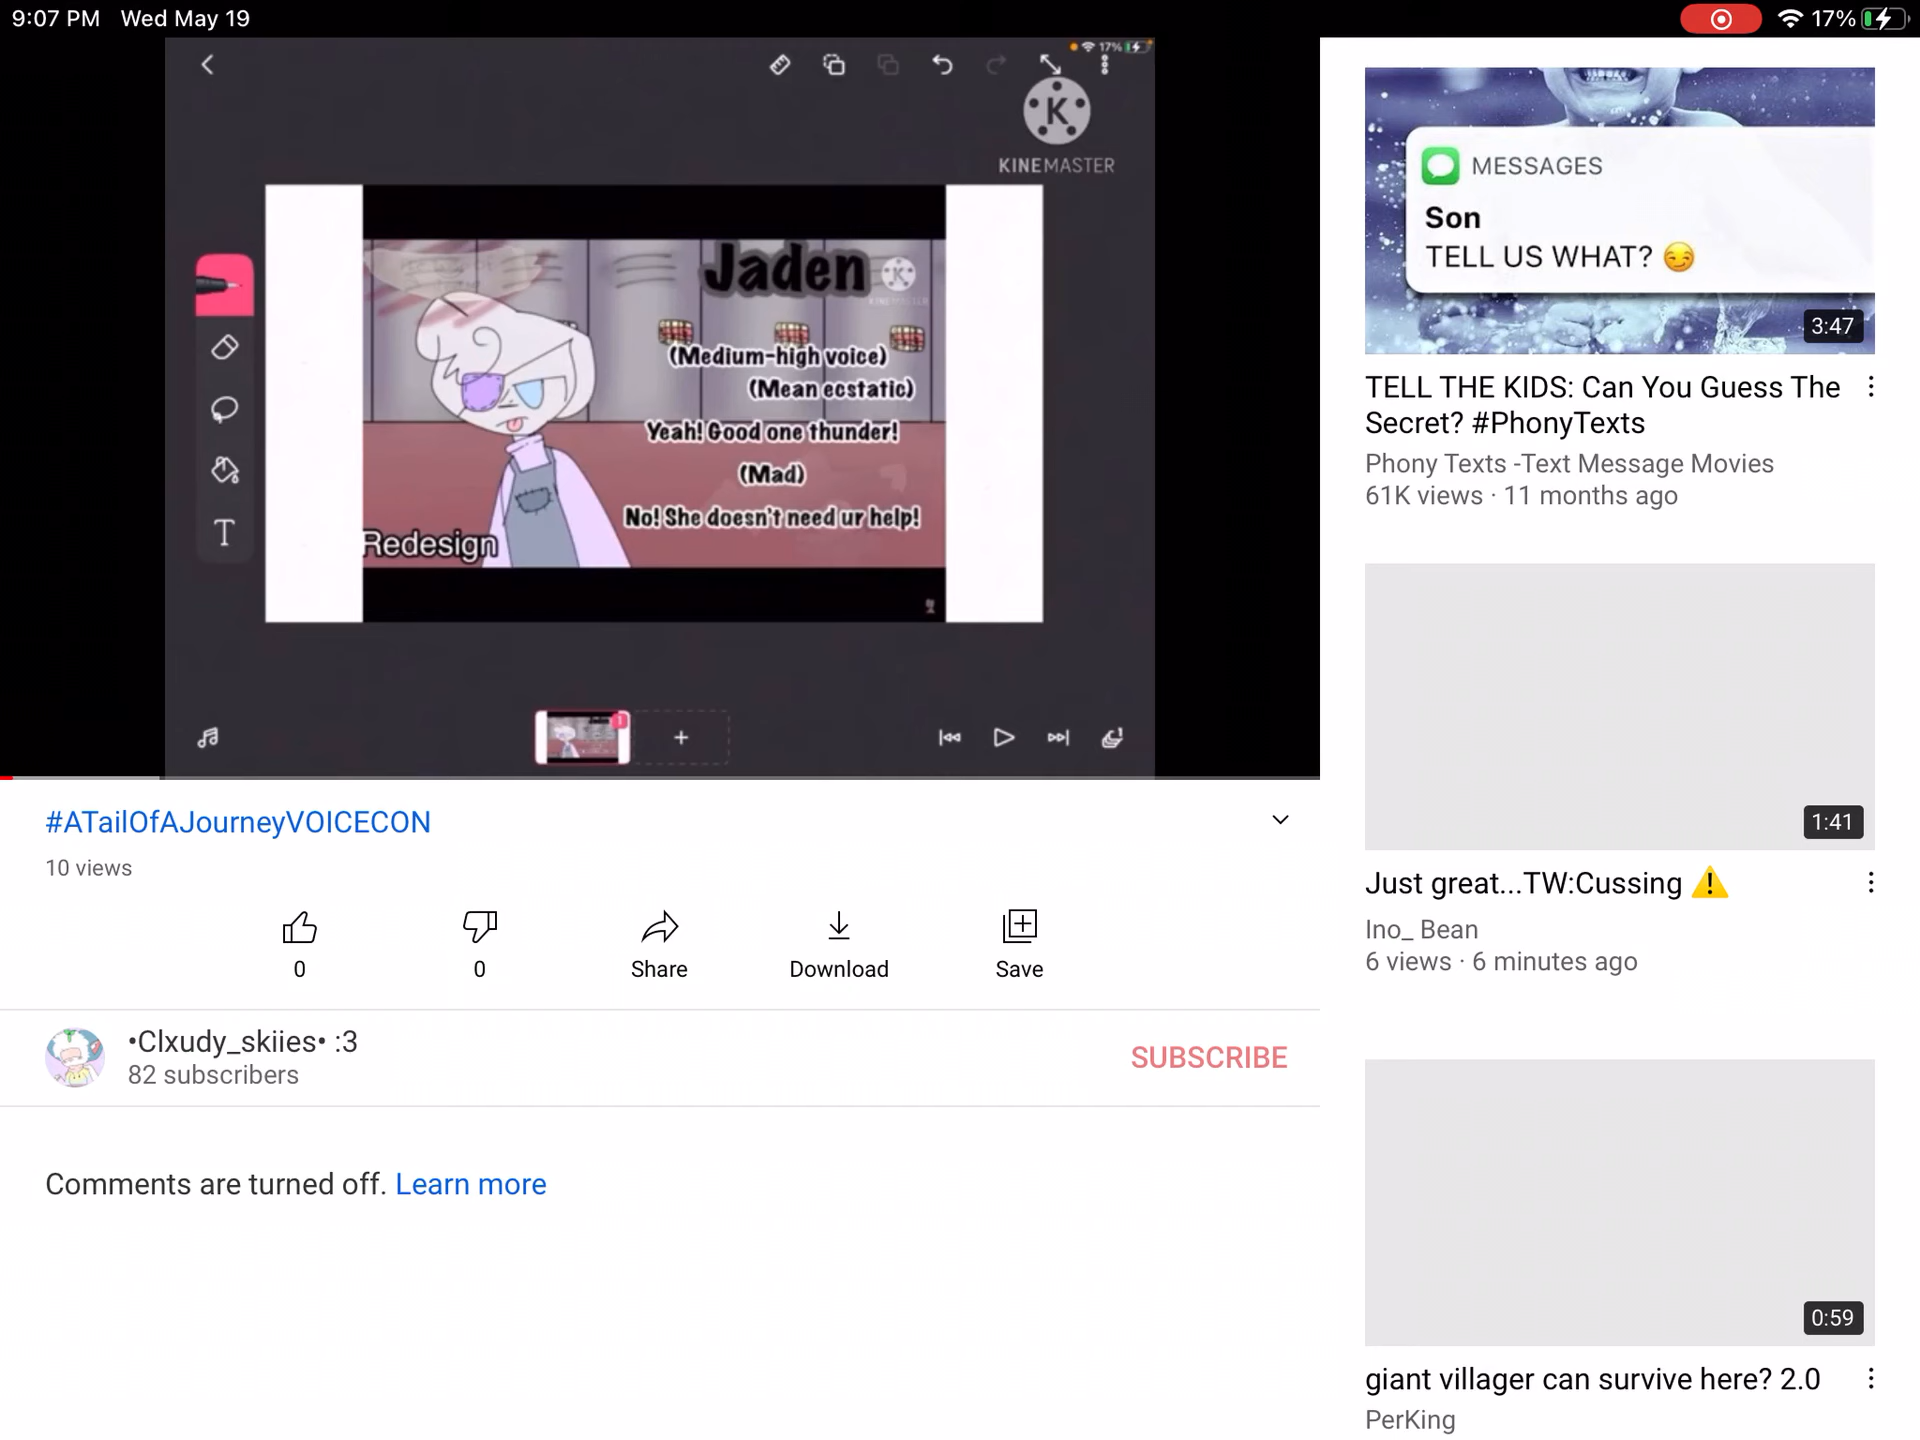 9:07 PM Wed May 19
17%
17%
K
KINEMASTER
Jaden
K
KINEMASTER
(Medium-high voice)
(Mean ecstatic)
Yeah! Good one thunder!
(Mad)
No! She doesn't need ur help!
Redesign
T
Jaden
1
+
#ATailOfAJourneyVOICECON
10 views
0
0
Share
Download
Save
•Clxudy_skiies• :3
82 subscribers
SUBSCRIBE
Comments are turned off. Learn more
MESSAGES
Son
TELL US WHAT? 😏
3:47
TELL THE KIDS: Can You Guess The
Secret? #PhonyTexts
Phony Texts -Text Message Movies
61K views · 11 months ago
1:41
Just great...TW:Cussing ⚠️
Ino_ Bean
6 views · 6 minutes ago
0:59
giant villager can survive here? 2.0
PerKing